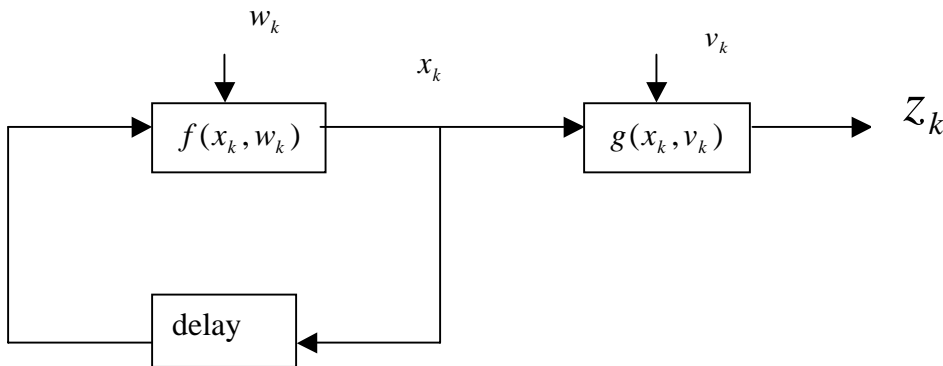 w_k
v_k
x_k
z_k
f(x_k, w_k)
g(x_k, v_k)
delay